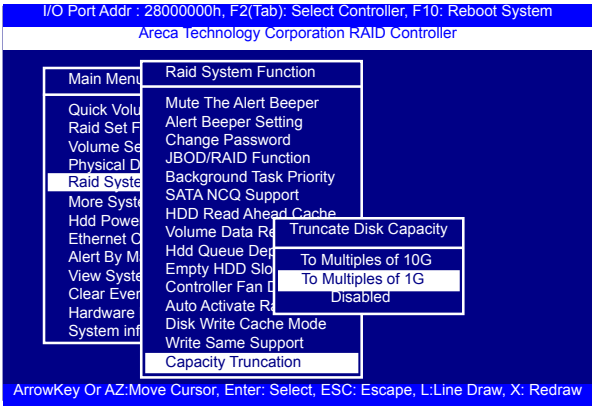 I/O Port Addr : 28000000h, F2(Tab): Select Controller, F10: Reboot System
Areca Technology Corporation RAID Controller
Main Menu
Quick Volu
Raid Set F
Volume Se
Physical D
Raid Syste
More Syste
Hdd Powe
Ethernet C
Alert By M
View Syste
Clear Ever
Hardware
System inf
Raid System Function
Mute The Alert Beeper
Alert Beeper Setting
Change Password
JBOD/RAID Function
Background Task Priority
SATA NCQ Support
HDD Read Ahead Cache
Volume Data Re
Hdd Queue Dep
Empty HDD Slo
Controller Fan D
Auto Activate Ra
Disk Write Cache Mode
Write Same Support
Capacity Truncation
Truncate Disk Capacity
To Multiples of 10G
To Multiples of 1G
Disabled
ArrowKey Or AZ:Move Cursor, Enter: Select, ESC: Escape, L:Line Draw, X: Redraw